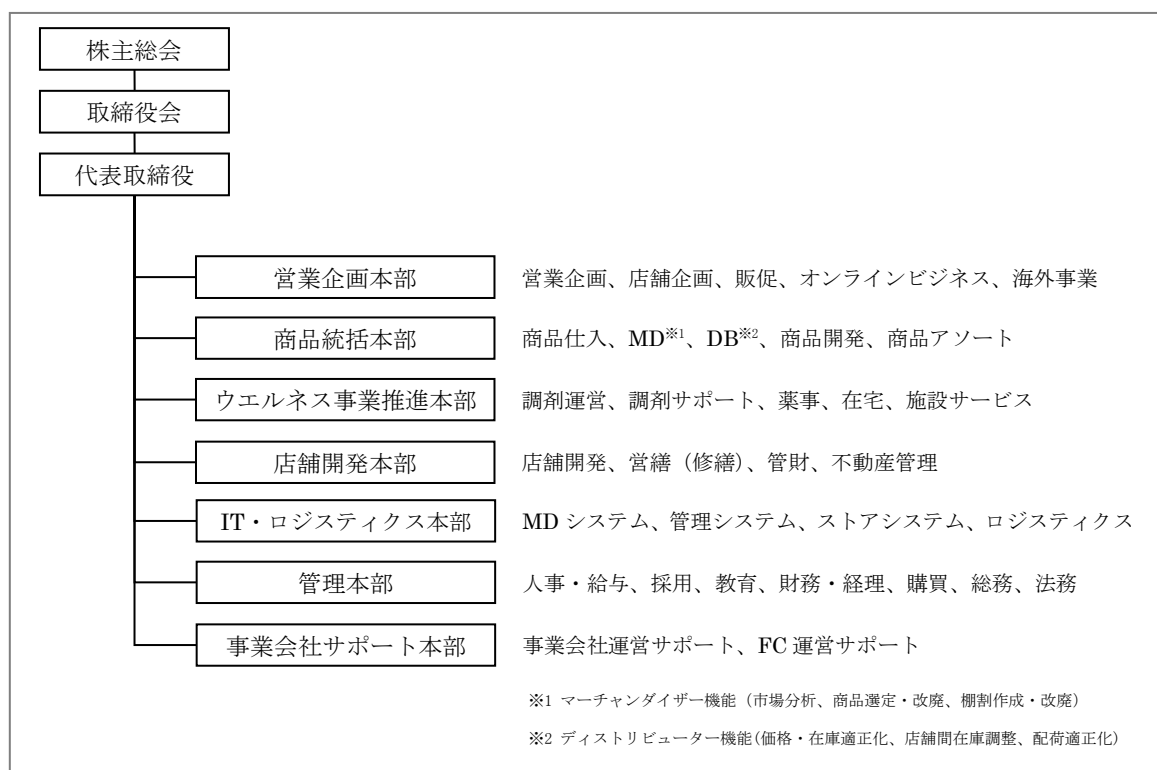 株主総会
取締役会
代表取締役
営業企画本部 営業企画、店舗企画、販促、オンラインビジネス、海外事業
商品統括本部 商品仕入、MD※1、DB※2、商品開発、商品アソート
ウエルネス事業推進本部 調剤運営、調剤サポート、薬事、在宅、施設サービス
店舗開発本部 店舗開発、営繕（修繕）、管財、不動産管理
IT・ロジスティクス本部 MD システム、管理システム、ストアシステム、ロジスティクス
管理本部 人事・給与、採用、教育、財務・経理、購買、総務、法務
事業会社サポート本部 事業会社運営サポート、FC 運営サポート
※1 マーチャンダイザー機能（市場分析、商品選定・改廃、棚割作成・改廃）
※2 ディストリビューター機能(価格・在庫適正化、店舗間在庫調整、配荷適正化)